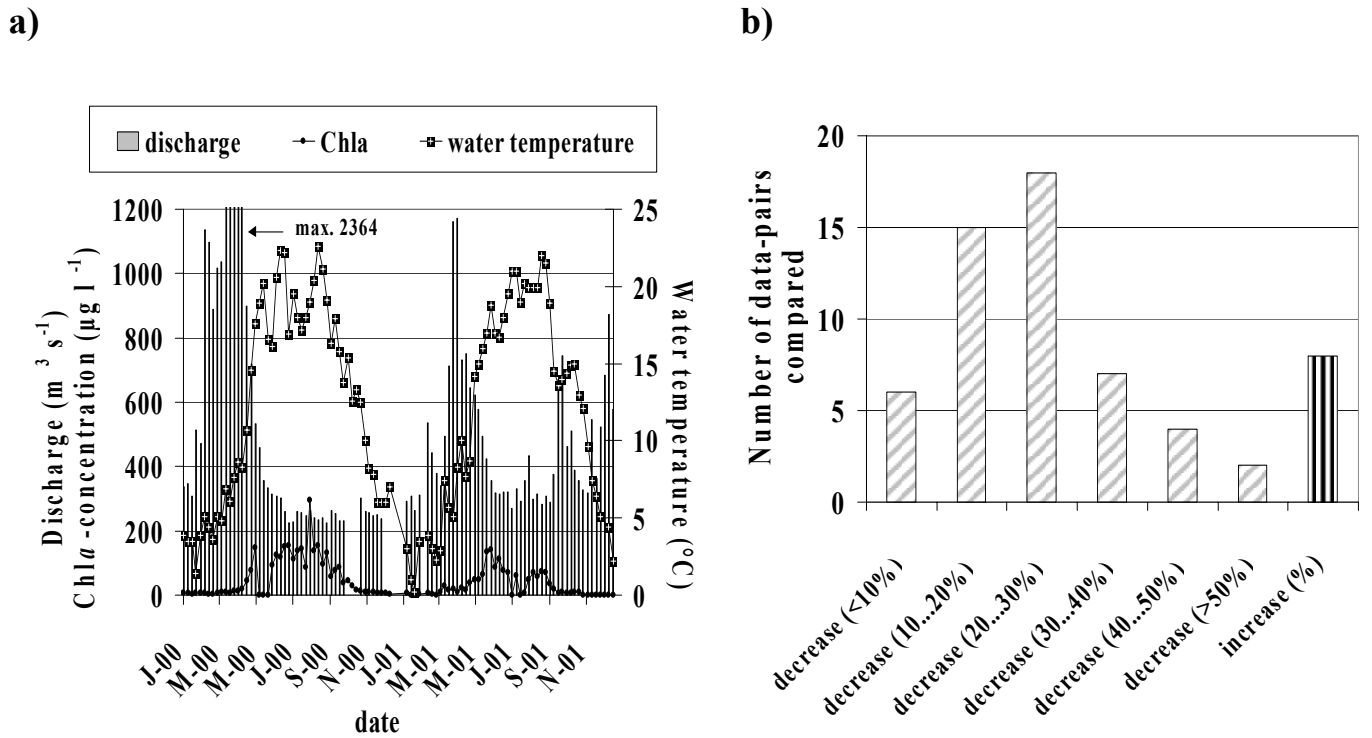 a)
discharge Chla water temperature
Discharge (m³ s⁻¹)
Chla-concentration (µg l⁻¹)
1200
1000
800
600
400
200
0
max. 2364
25
20
15
10
5
0
Water temperature (°C)
J-00
M-00
M-00
J-00
S-00
N-00
J-01
M-01
M-01
J-01
S-01
N-01
date
b)
Number of data-pairs
compared
20
15
10
5
0
decrease (<10%)
decrease (10...20%)
decrease (20...30%)
decrease (30...40%)
decrease (40...50%)
decrease (>50%)
increase (%)